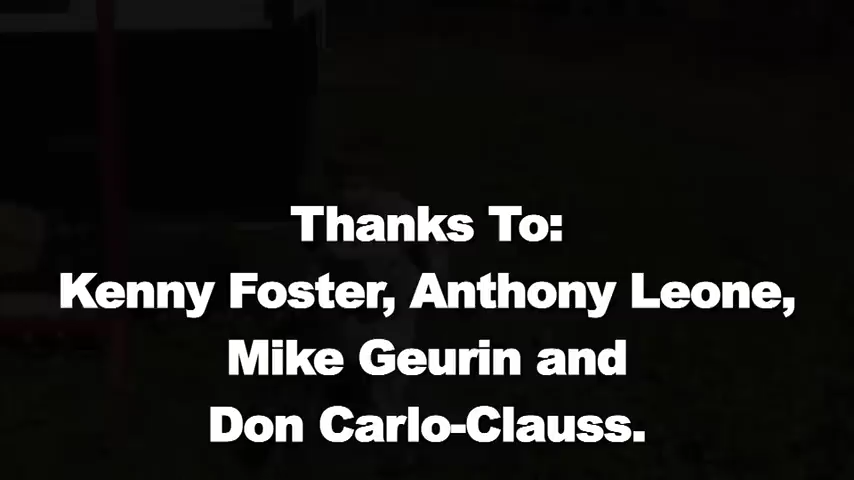 Thanks To:
Kenny Foster, Anthony Leone,
Mike Geurin and
Don Carlo-Clauss.